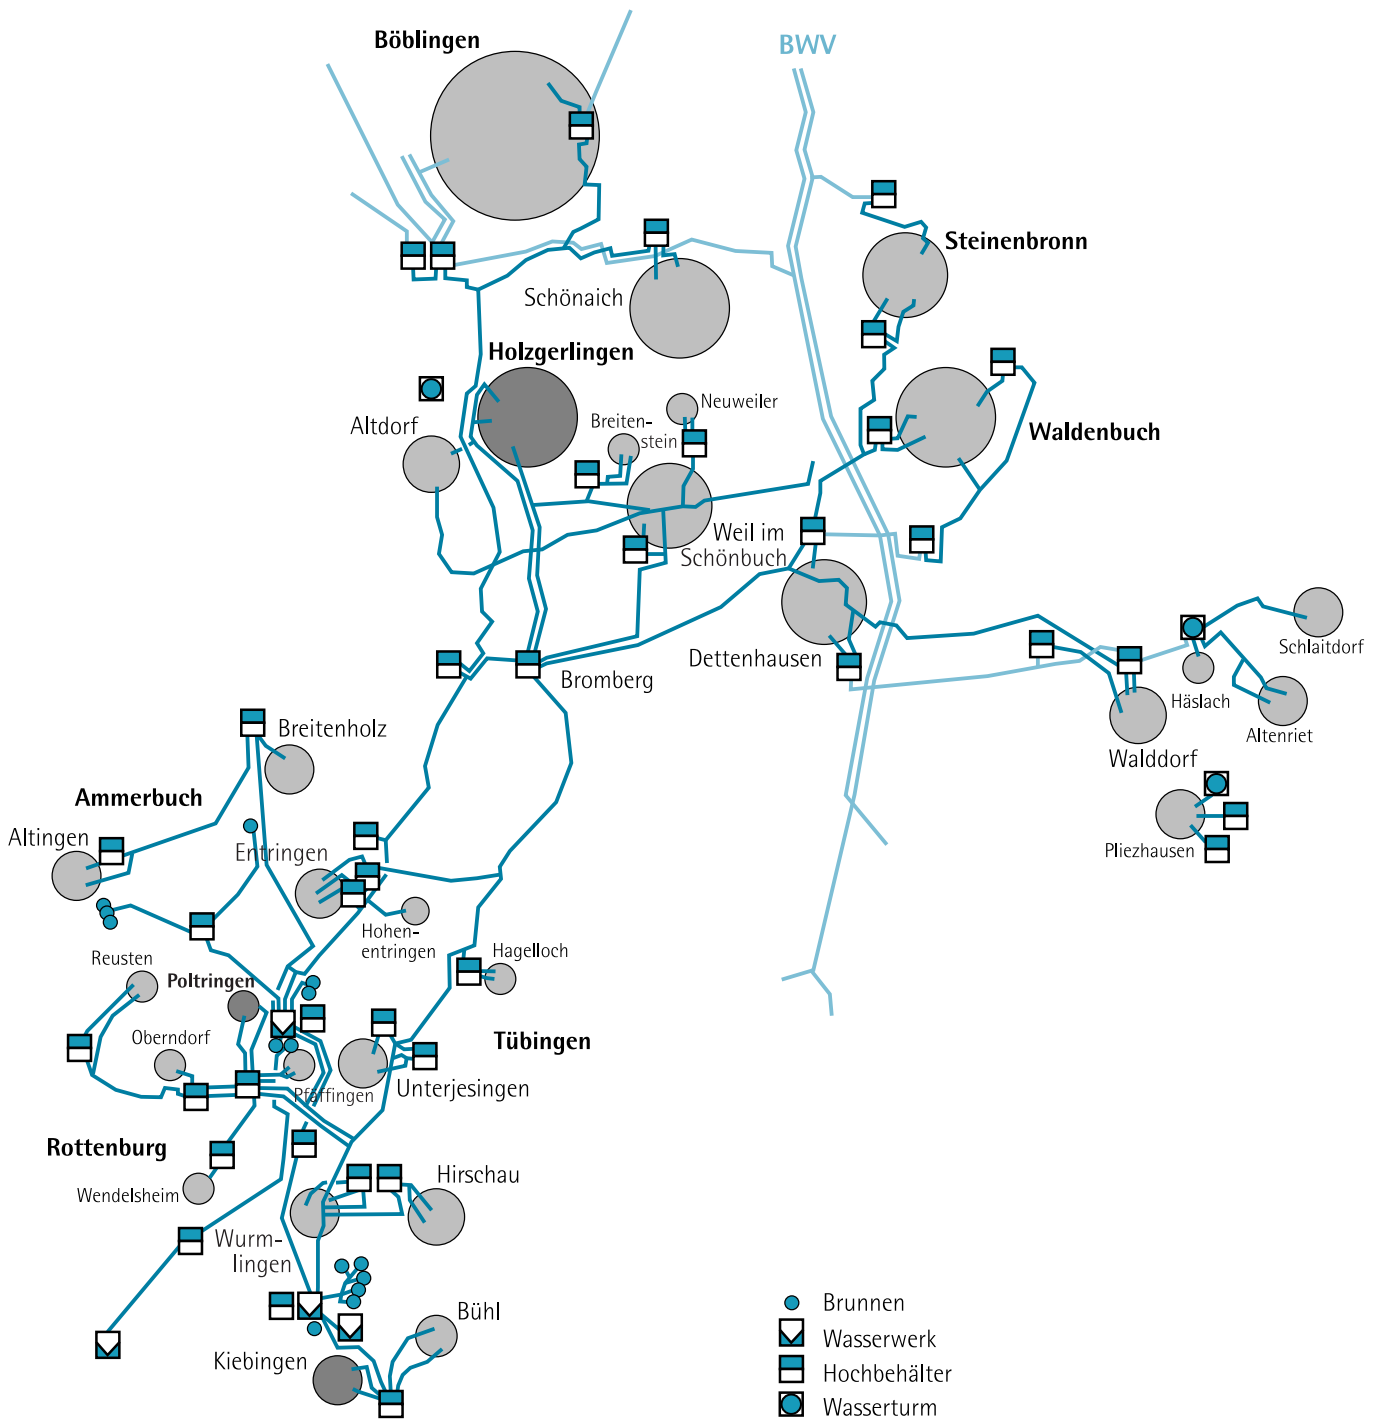 Böblingen
BWV
Steinenbronn
Schönaich
Holzgerlingen
Neuweiler
Breiten-
stein
Altdorf
Waldenbuch
Weil im
Schönbuch
Dettenhausen
Schlaitdorf
Bromberg
Häslach
Altenriet
Walddorf
Breitenholz
Ammerbuch
Altingen
Entringen
Pliezhausen
Hohen-
entringen
Hagelloch
Reusten
Poltringen
Oberndorf
Tübingen
Pfäffingen
Unterjesingen
Rottenburg
Wendelsheim
Hirschau
Wurm-
lingen
Bühl
Kiebingen
Brunnen
Wasserwerk
Hochbehälter
Wasserturm